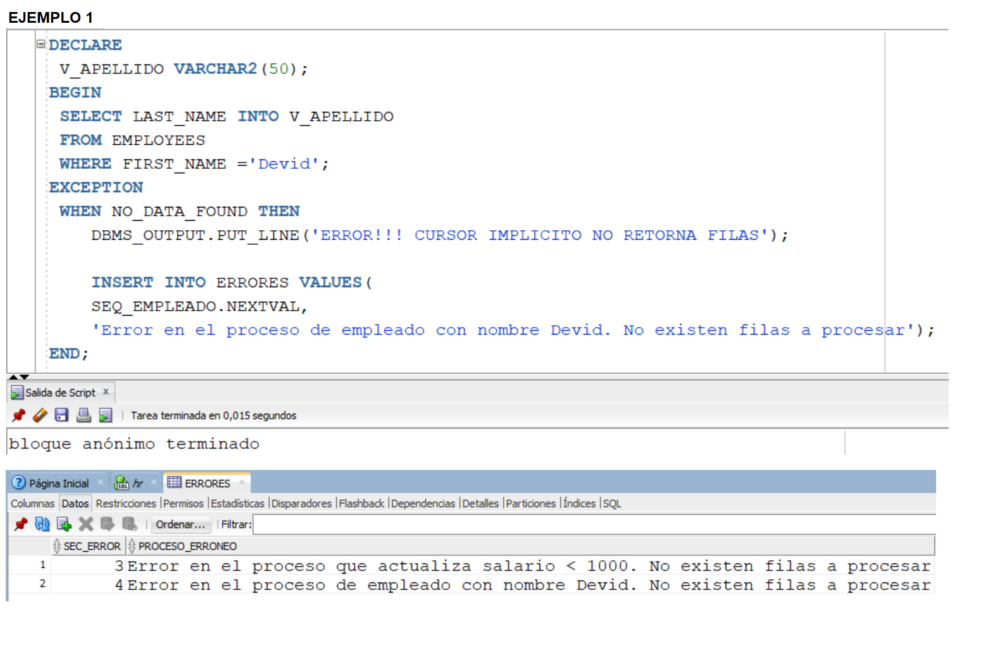 EJEMPLO 1
DECLARE
V_APELLIDO VARCHAR2(50);
BEGIN
SELECT LAST_NAME INTO V_APELLIDO
FROM EMPLOYEES
WHERE FIRST_NAME ='Devid';
EXCEPTION
WHEN NO_DATA_FOUND THEN
DBMS_OUTPUT.PUT_LINE('ERROR!!! CURSOR IMPLICITO NO RETORNA FILAS');
INSERT INTO ERRORES VALUES(
SEQ_EMPLEADO.NEXTVAL,
'Error en el proceso de empleado con nombre Devid. No existen filas a procesar');
END;
Salida de Script x
Tarea terminada en 0,015 segundos
bloque anónimo terminado
Página Inicial hr ERRORES
Columnas Datos Restricciones |Permisos |Estadísticas |Disparadores |Flashback |Dependencias |Detalles |Particiones |Índices |SQL
Ordenar... Filtrar:
SEC_ERROR PROCESO_ERRONEO
1 3 Error en el proceso que actualiza salario < 1000. No existen filas a procesar
2 4 Error en el proceso de empleado con nombre Devid. No existen filas a procesar